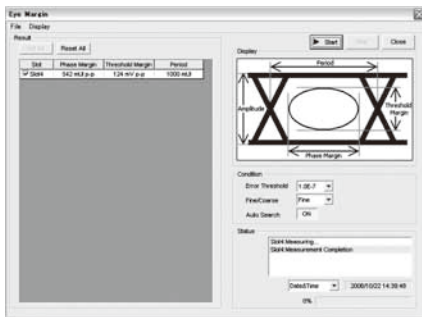 Eye Margin
File Display
Result
Reset All
Slot Phase Margin Threshold Margin Period
Slot4 542 mUI p-p 124 mV p-p 1000 mUI
Start
Close
Display
Period
Amplitude
Threshold
Margin
Phase Margin
Condition
Error Threshold 1.0E-7
Fine/Coarse Fine
Auto Search ON
Status
Slot4 Measuring...
Slot4 Measurement Completion
Date&Time 2008/10/22 14:39:49
0%